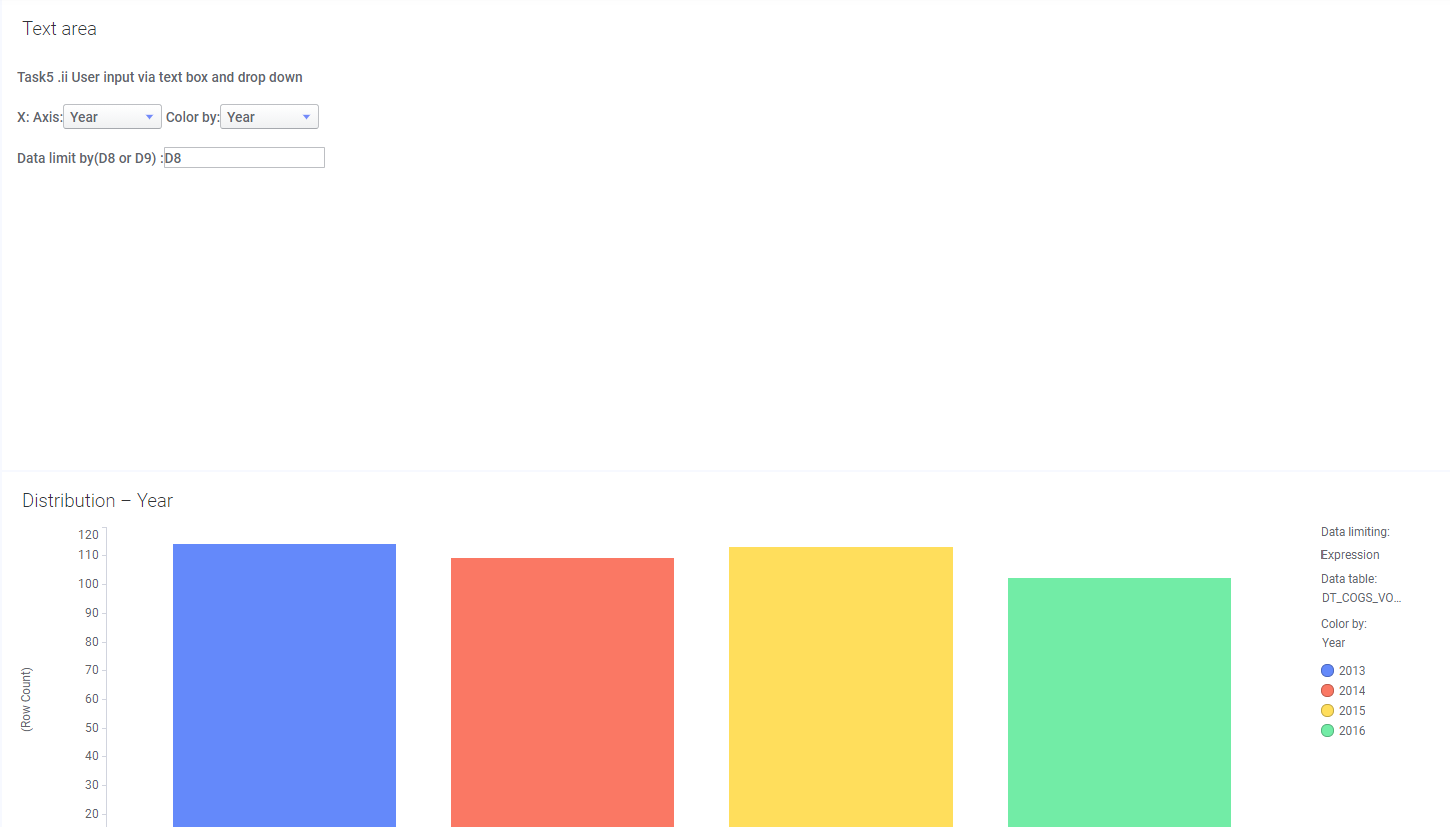 Text area
Task5 .ii User input via text box and drop down
X: Axis: Year Color by: Year
Data limit by(D8 or D9) :D8
Distribution – Year
120
110
100
90
80
70
60
50
40
30
20
(Row Count)
Data limiting:
Expression
Data table:
DT_COGS_VO...
Color by:
Year
2013
2014
2015
2016